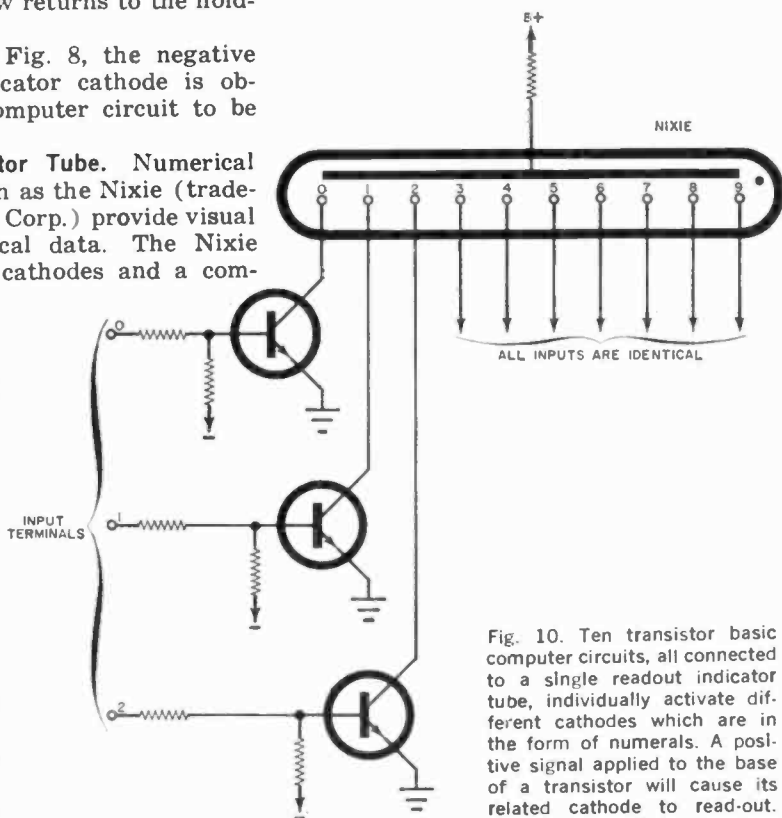 w returns to the hold-
Fig. 8, the negative
icator cathode is ob-
omputer circuit to be
tor Tube. Numerical
h as the Nixie (trade-
Corp.) provide visual
cal data. The Nixie
cathodes and a com-
B+
NIXIE
0 1 2 3 4 5 6 7 8 9
ALL INPUTS ARE IDENTICAL
0
INPUT
TERMINALS
1
2
Fig. 10. Ten transistor basic
computer circuits, all connected
to a single readout indicator
tube, individually activate dif-
ferent cathodes which are in
the form of numerals. A posi-
tive signal applied to the base
of a transistor will cause its
related cathode to read-out.